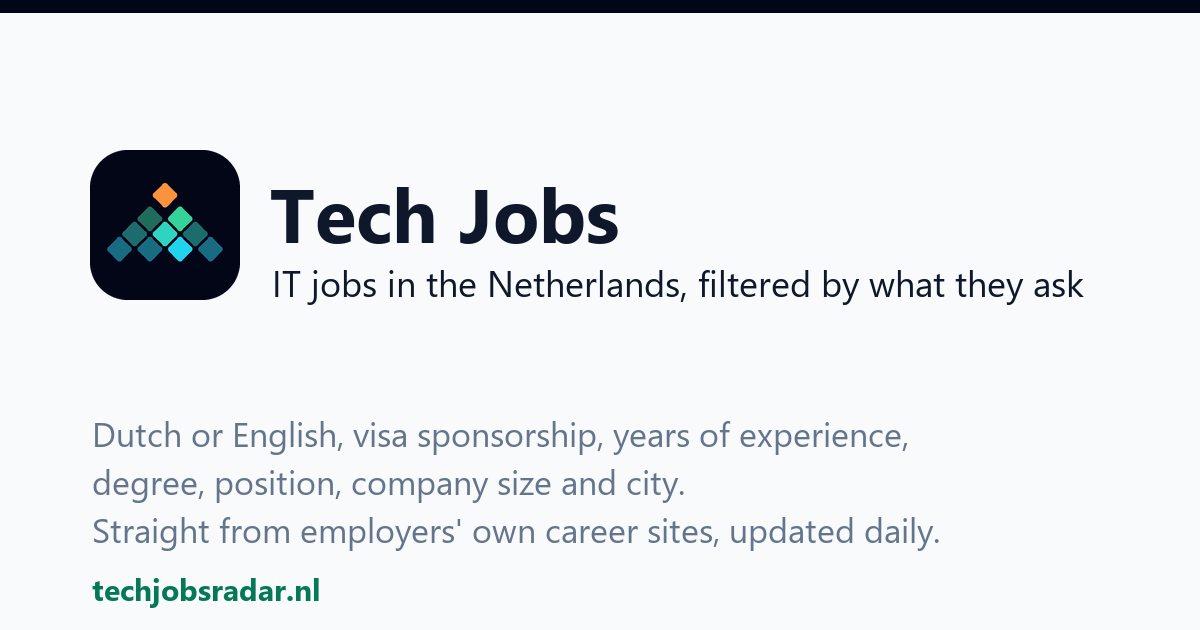 Tech Jobs
IT jobs in the Netherlands, filtered by what they ask
Dutch or English, visa sponsorship, years of experience,
degree, position, company size and city.
Straight from employers' own career sites, updated daily.
techjobsradar.nl